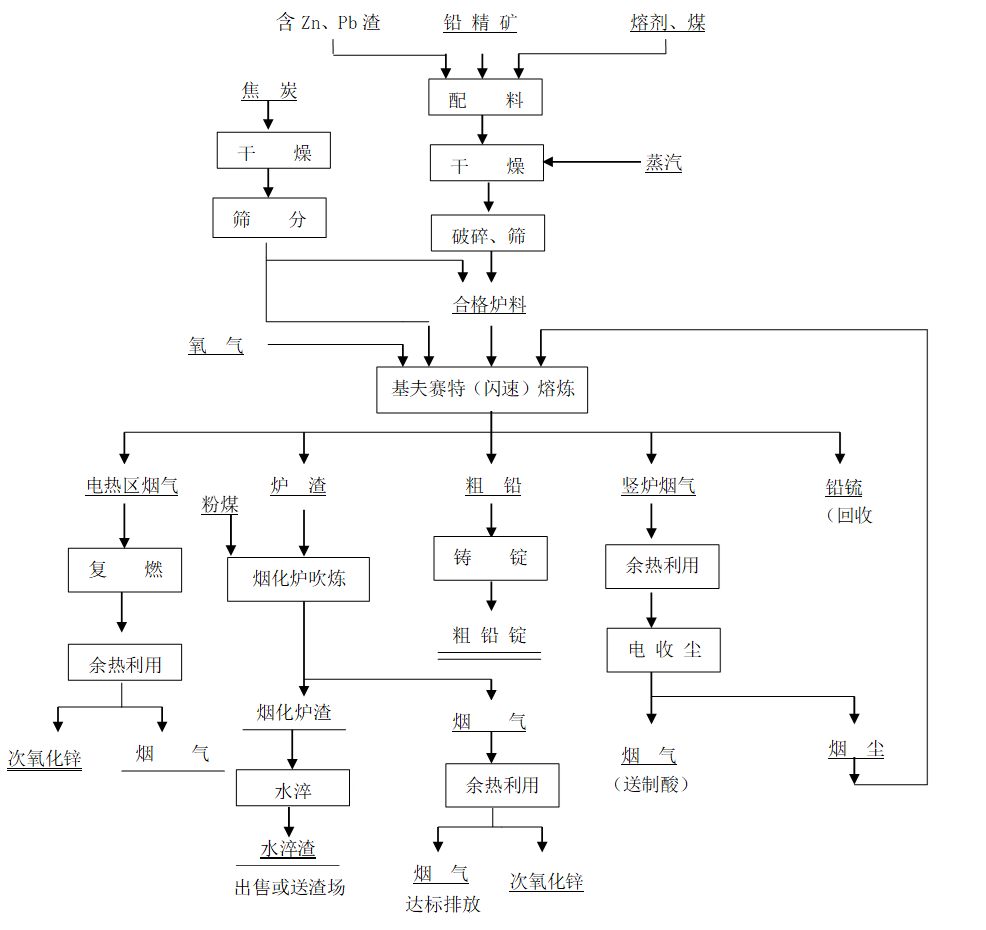 含 Zn、Pb 渣
铅 精 矿
熔剂、煤
焦 炭
配 料
干 燥
干 燥
蒸汽
筛 分
破碎、筛
合格炉料
氧 气
基夫赛特（闪速）熔炼
电热区烟气
炉 渣
粗 铅
竖炉烟气
铅锍
（回收
粉煤
复 燃
烟化炉吹炼
铸 锭
余热利用
粗 铅 锭
电 收 尘
余热利用
烟化炉渣
烟 气
次氧化锌
烟 气
烟 气
（送制酸）
烟 尘
水淬
余热利用
水淬渣
出售或送渣场
烟 气
达标排放
次氧化锌